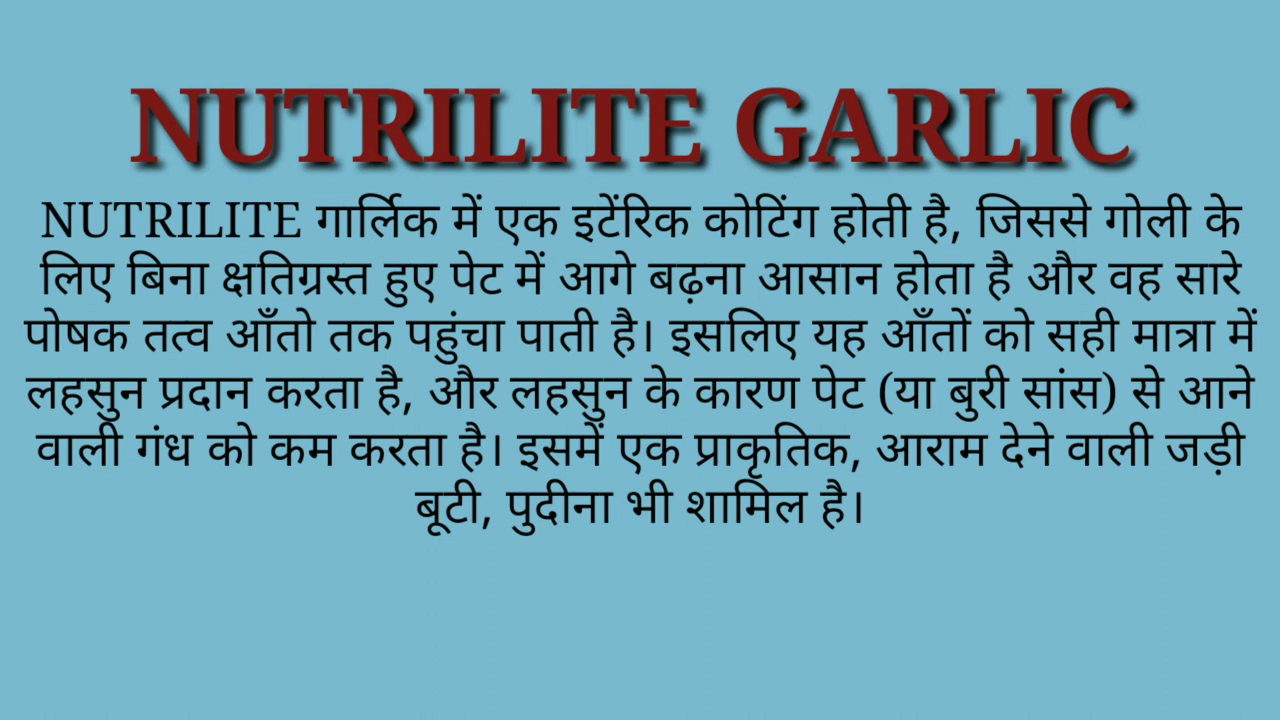 NUTRILITE GARLIC
NUTRILITE गार्लिक में एक इटेंरिक कोटिंग होती है, जिससे गोली के
लिए बिना क्षतिग्रस्त हुए पेट में आगे बढ़ना आसान होता है और वह सारे
पोषक तत्व आँतो तक पहुंचा पाती है। इसलिए यह आँतों को सही मात्रा में
लहसुन प्रदान करता है, और लहसुन के कारण पेट (या बुरी सांस) से आने
वाली गंध को कम करता है। इसमें एक प्राकृतिक, आराम देने वाली जड़ी
बूटी, पुदीना भी शामिल है।